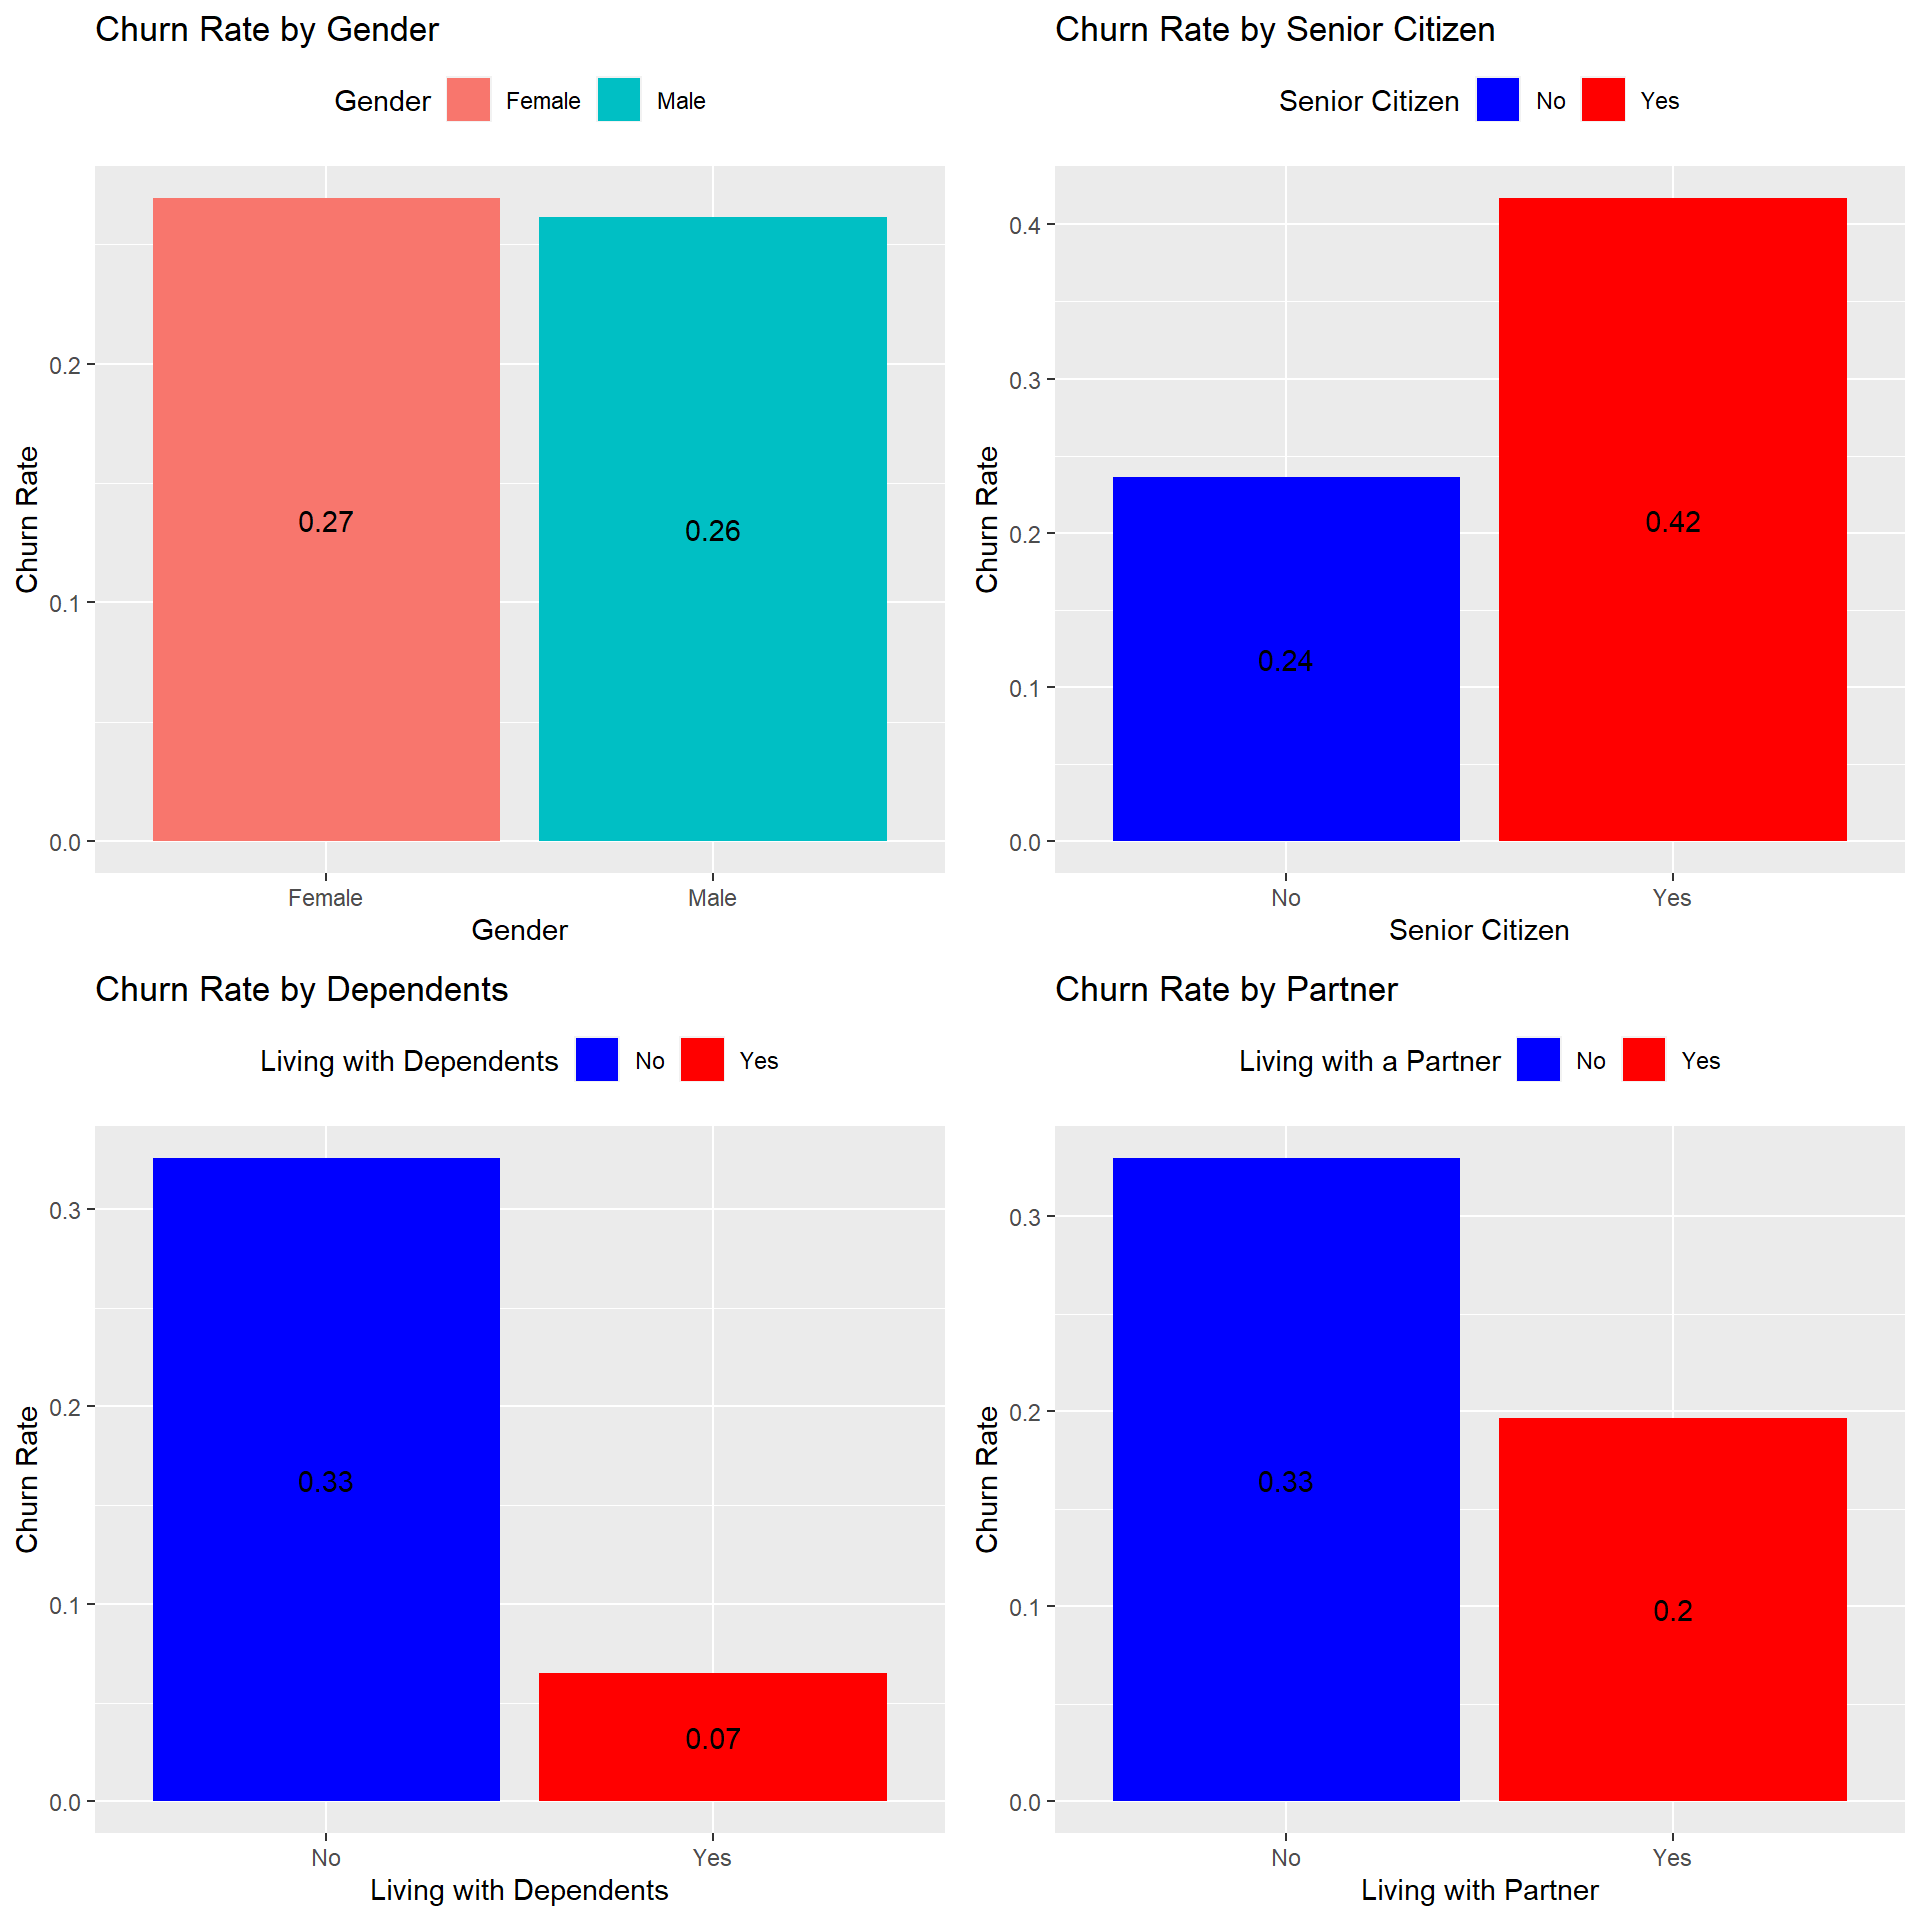 Churn Rate by Gender
Gender Female Male
Churn Rate
0.2
0.1
0.0
0.27
0.26
Female Male
Gender
Churn Rate by Senior Citizen
Senior Citizen No Yes
Churn Rate
0.4
0.3
0.2
0.1
0.0
0.24
0.42
No Yes
Senior Citizen
Churn Rate by Dependents
Living with Dependents No Yes
Churn Rate
0.3
0.2
0.1
0.0
0.33
0.07
No Yes
Living with Dependents
Churn Rate by Partner
Living with a Partner No Yes
Churn Rate
0.3
0.2
0.1
0.0
0.33
0.2
No Yes
Living with Partner